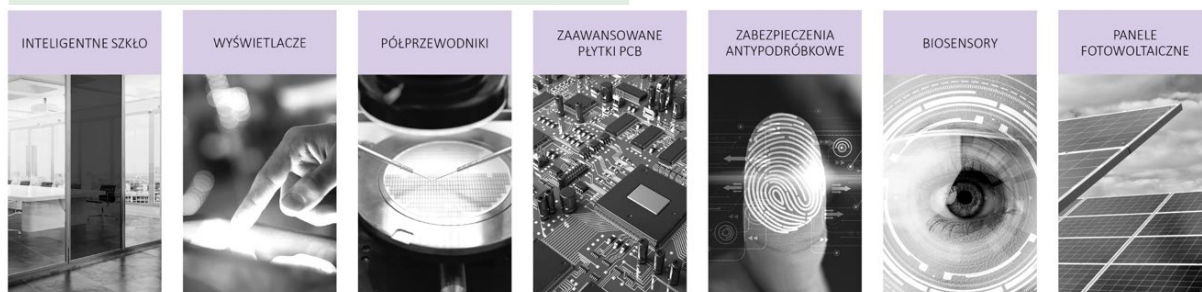 INTELIGENTNE SZKŁO
WYŚWIETLACZE
PÓŁPRZEWODNIKI
ZAAWANSOWANE
PŁYTKI PCB
ZABEZPIECZENIA
ANTYPODRÓBKOWE
BIOSENSORY
PANELE
FOTOWOLTAICZNE